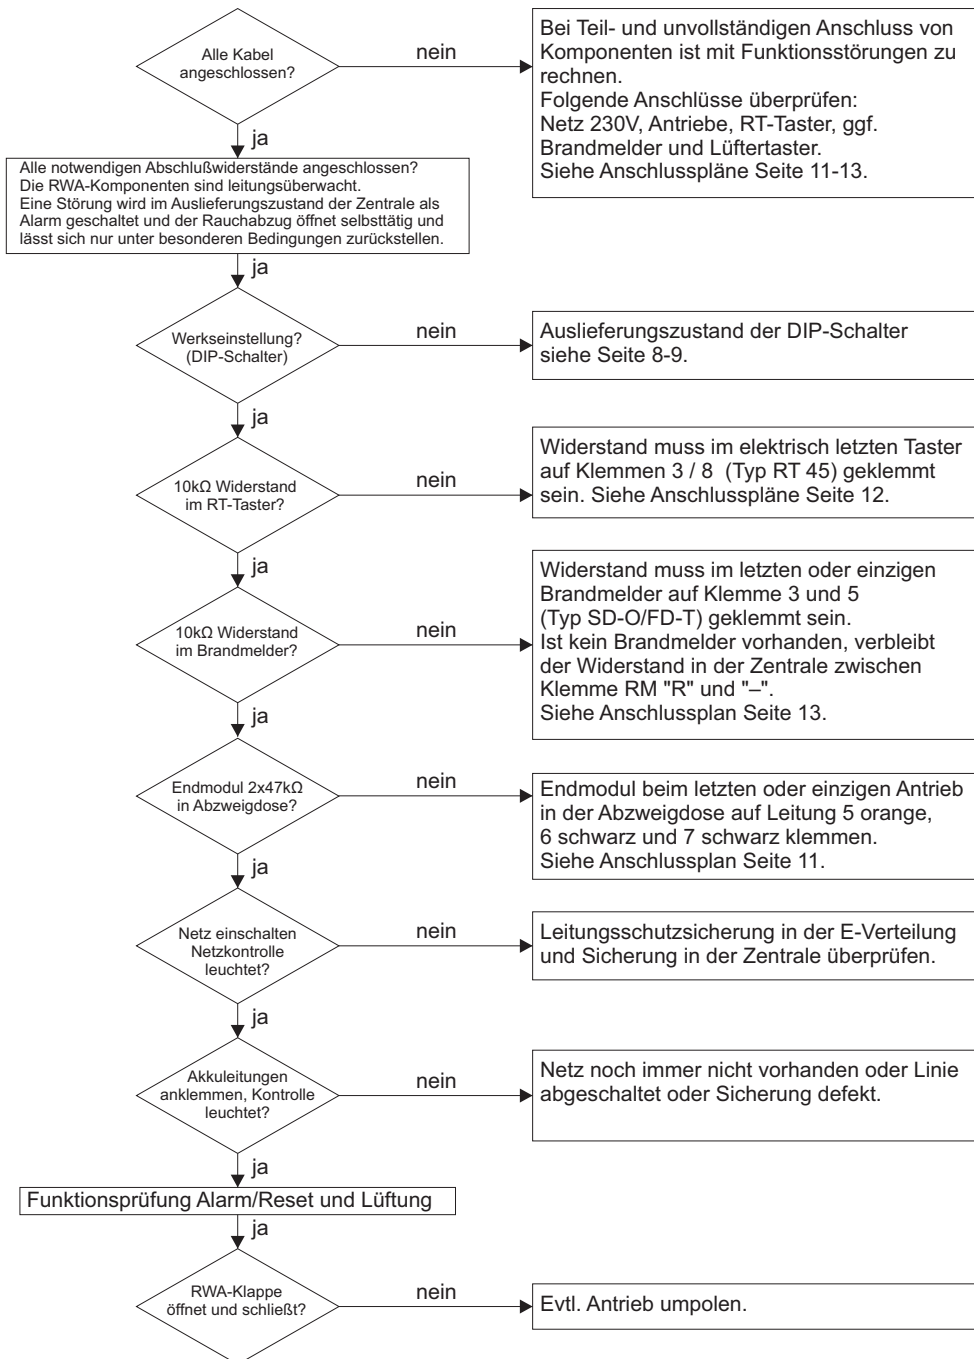 Alle Kabel
angeschlossen?
nein
Bei Teil- und unvollständigen Anschluss von
Komponenten ist mit Funktionsstörungen zu
rechnen.
Folgende Anschlüsse überprüfen:
Netz 230V, Antriebe, RT-Taster, ggf.
Brandmelder und Lüftertaster.
Siehe Anschlusspläne Seite 11-13.
ja
Alle notwendigen Abschlußwiderstände angeschlossen?
Die RWA-Komponenten sind leitungsüberwacht.
Eine Störung wird im Auslieferungszustand der Zentrale als
Alarm geschaltet und der Rauchabzug öffnet selbsttätig und
lässt sich nur unter besonderen Bedingungen zurückstellen.
ja
Werkseinstellung?
(DIP-Schalter)
nein
Auslieferungszustand der DIP-Schalter
siehe Seite 8-9.
ja
10kΩ Widerstand
im RT-Taster?
nein
Widerstand muss im elektrisch letzten Taster
auf Klemmen 3 / 8 (Typ RT 45) geklemmt
sein. Siehe Anschlusspläne Seite 12.
ja
10kΩ Widerstand
im Brandmelder?
nein
Widerstand muss im letzten oder einzigen
Brandmelder auf Klemme 3 und 5
(Typ SD-O/FD-T) geklemmt sein.
Ist kein Brandmelder vorhanden, verbleibt
der Widerstand in der Zentrale zwischen
Klemme RM "R" und "–".
Siehe Anschlussplan Seite 13.
ja
Endmodul 2x47kΩ
in Abzweigdose?
nein
Endmodul beim letzten oder einzigen Antrieb
in der Abzweigdose auf Leitung 5 orange,
6 schwarz und 7 schwarz klemmen.
Siehe Anschlussplan Seite 11.
ja
Netz einschalten
Netzkontrolle
leuchtet?
nein
Leitungsschutzsicherung in der E-Verteilung
und Sicherung in der Zentrale überprüfen.
ja
Akkuleitungen
anklemmen, Kontrolle
leuchtet?
nein
Netz noch immer nicht vorhanden oder Linie
abgeschaltet oder Sicherung defekt.
ja
Funktionsprüfung Alarm/Reset und Lüftung
ja
RWA-Klappe
öffnet und schließt?
nein
Evtl. Antrieb umpolen.